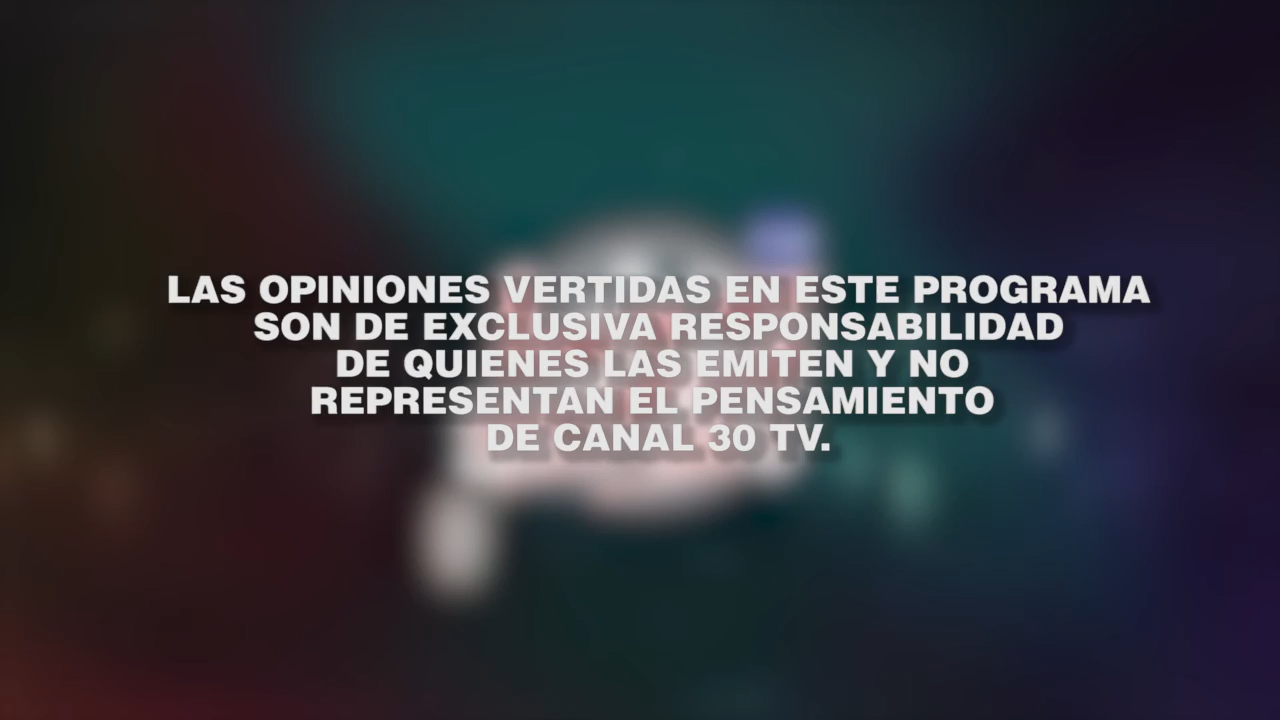 LAS OPINIONES VERTIDAS EN ESTE PROGRAMA
SON DE EXCLUSIVA RESPONSABILIDAD
DE QUIENES LAS EMITEN Y NO
REPRESENTAN EL PENSAMIENTO
DE CANAL 30 TV.